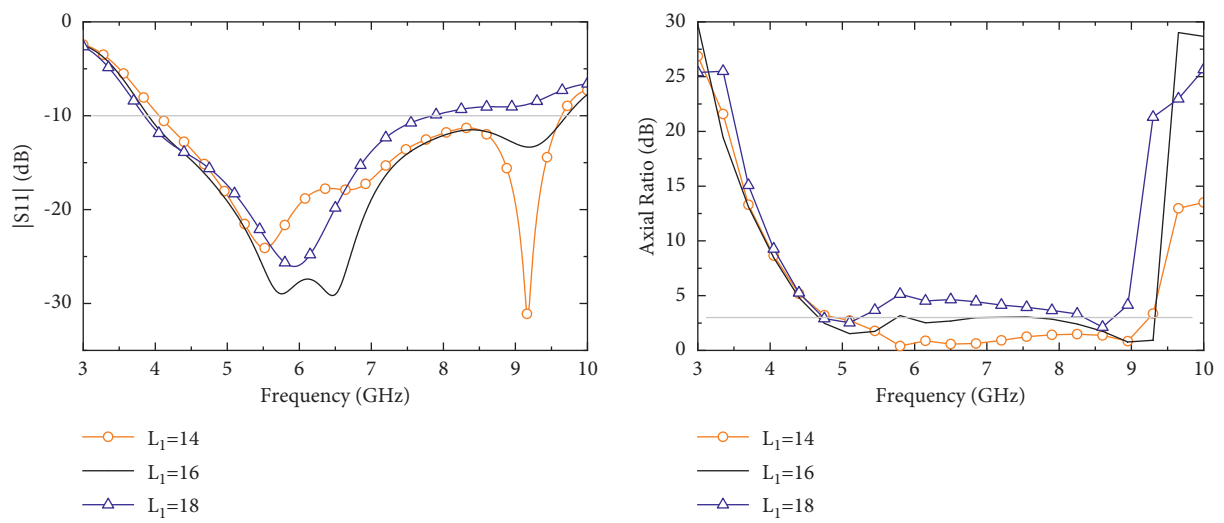 0
-10
-20
-30
|S11| (dB)
3 4 5 6 7 8 9 10
Frequency (GHz)
L1=14
L1=16
L1=18
30
25
20
15
10
5
0
Axial Ratio (dB)
3 4 5 6 7 8 9 10
Frequency (GHz)
L1=14
L1=16
L1=18